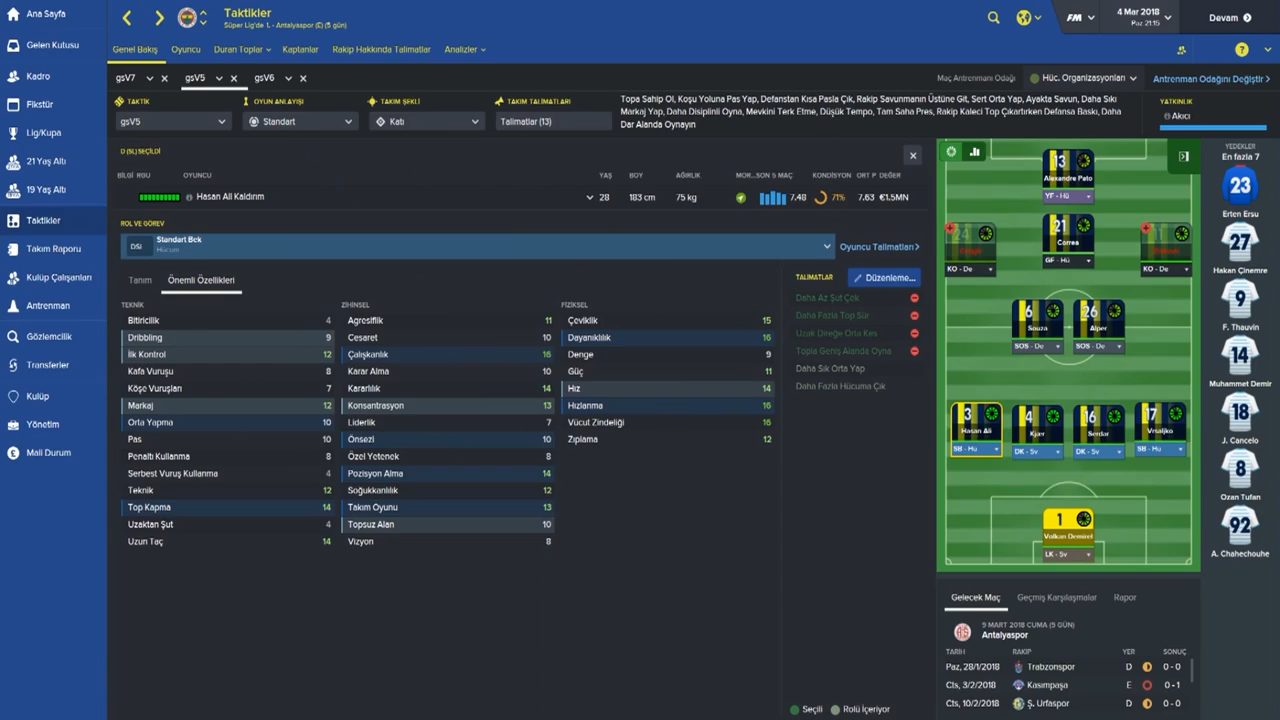 Ana Sayfa
Gelen Kutusu
Kadro
Fikstür
Lig/Kupa
21 Yaş Altı
19 Yaş Altı
Taktikler
Takım Raporu
Kulüp Çalışanları
Antrenman
Gözlemcilik
Transferler
Kulüp
Yönetim
Mali Durum
Taktikler
Süper Lig'de 1. - Antalyaspor (E) (5 gün)
FM
4 Mar 2018
Paz 21:15
Devam
Genel Bakış Oyuncu Duran Toplar Kaptanlar Rakip Hakkında Talimatlar Analizler
gsV7 gsV5 gsV6
Maç Antrenmanı Odağı Hüc. Organizasyonları Antrenman Odağını Değiştir
TAKTİK OYUN ANLAYIŞI TAKIM ŞEKLİ TAKIM TALİMATLARI
gsV5 Standart Katı Talimatlar (13)
Topa Sahip Ol, Koşu Yoluna Pas Yap, Defanstan Kısa Pasla Çık, Rakip Savunmanın Üstüne Git, Sert Orta Yap, Ayakta Savun, Daha Sıkı
Markaj Yap, Daha Disiplinli Oyna, Mevkini Terk Etme, Düşük Tempo, Tam Saha Pres, Rakip Kaleci Top Çıkartırken Defansa Baskı, Daha
Dar Alanda Oynayın
YATKINLIK
Akıcı
D (SL) SEÇİLDİ
BİLGİ RGU OYUNCU YAŞ BOY AĞIRLIK MOR... SON 5 MAÇ KONDİSYON ORT P DEĞER
Hasan Ali Kaldırım 28 183 cm 75 kg 7.48 71% 7.63 €1.5MN
ROL VE GÖREV
DSi Standart Bek
Hücum
Oyuncu Talimatları
Tanım Önemli Özellikleri
TEKNİK
Bitiricilik 4
Dribbling 9
İlk Kontrol 12
Kafa Vuruşu 8
Köşe Vuruşları 7
Markaj 12
Orta Yapma 10
Pas 10
Penaltı Kullanma 8
Serbest Vuruş Kullanma 4
Teknik 12
Top Kapma 14
Uzaktan Şut 4
Uzun Taç 14
ZİHİNSEL
Agresiflik 11
Cesaret 10
Çalışkanlık 16
Karar Alma 10
Kararlılık 14
Konsantrasyon 13
Liderlik 7
Önsezi 10
Özel Yetenek 8
Pozisyon Alma 14
Soğukkanlılık 12
Takım Oyunu 13
Topsuz Alan 10
Vizyon 8
FİZİKSEL
Çeviklik 15
Dayanıklılık 16
Denge 9
Güç 11
Hız 14
Hızlanma 16
Vücut Zindeliği 16
Zıplama 12
TALİMATLAR Düzenleme...
Daha Az Şut Çek
Daha Fazla Top Sür
Uzak Direğe Orta Kes
Topla Geniş Alanda Oyna
Daha Sık Orta Yap
Daha Fazla Hücuma Çık
Seçili Rolü İçeriyor
13
Alexandre Pato
YF - Hü
21
Correa
GF - Hü
KO - De
KO - De
6 26
Souza Alper
SOS - De SOS - De
3 4 16 17
Hasan Ali Kjær Serdar Vrsaljko
SB - Hü DK - Sv DK - Sv SB - Hü
1
Volkan Demirel
LK - Sv
YEDEKLER
En fazla 7
23
Erten Ersu
27
Hakan Çinemre
9
F. Thauvin
14
Muhammet Demir
18
J. Cancelo
8
Ozan Tufan
92
A. Chahechouhe
Gelecek Maç Geçmiş Karşılaşmalar Rapor
9 MART 2018 CUMA (5 GÜN)
Antalyaspor
TARİH RAKİP YER SONUÇ
Paz, 28/1/2018 Trabzonspor D 0 - 0
Cts, 3/2/2018 Kasımpaşa E 0 - 1
Cts, 10/2/2018 Ş. Urfaspor D 0 - 0